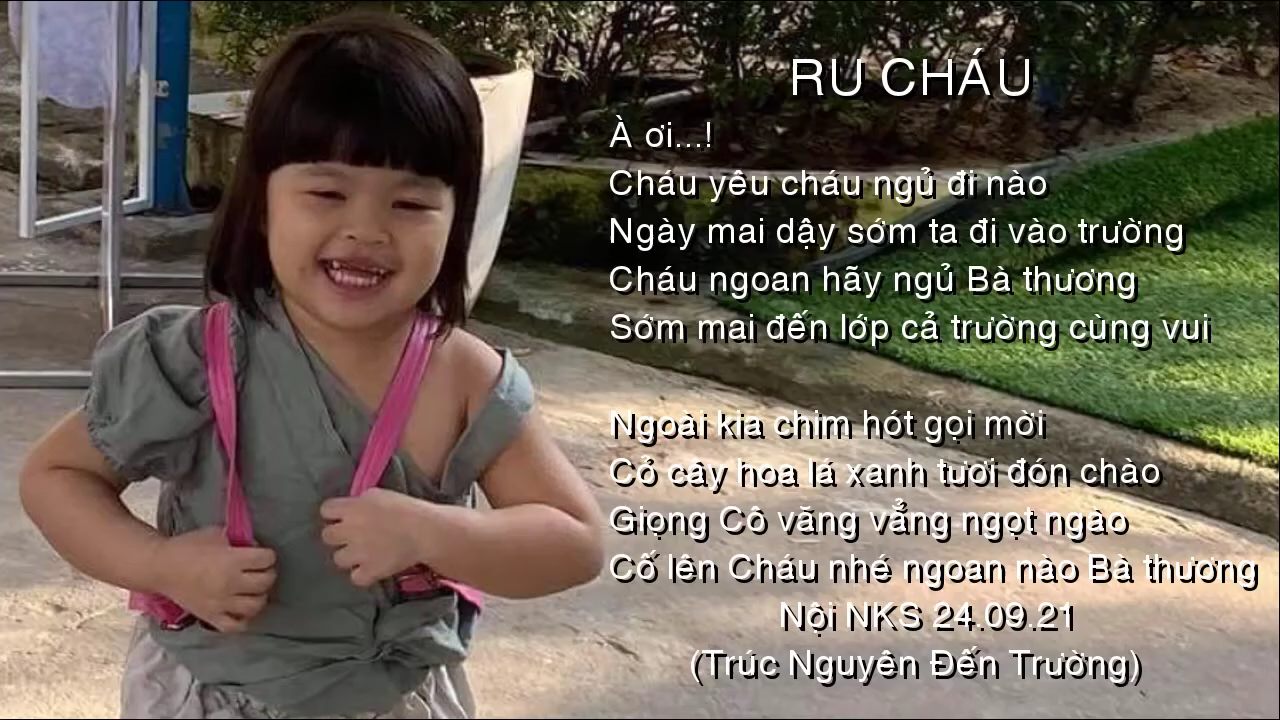 RU CHÁU
À ơi...!
Cháu yêu cháu ngủ đi nào
Ngày mai dậy sớm ta đi vào trường
Cháu ngoan hãy ngủ Bà thương
Sớm mai đến lớp cả trường cùng vui
Ngoài kia chim hót gọi mời
Cỏ cây hoa lá xanh tươi đón chào
Giọng Cô văng vẳng ngọt ngào
Cố lên Cháu nhé ngoan nào Bà thương
Nội NKS 24.09.21
(Trúc Nguyên Đến Trường)